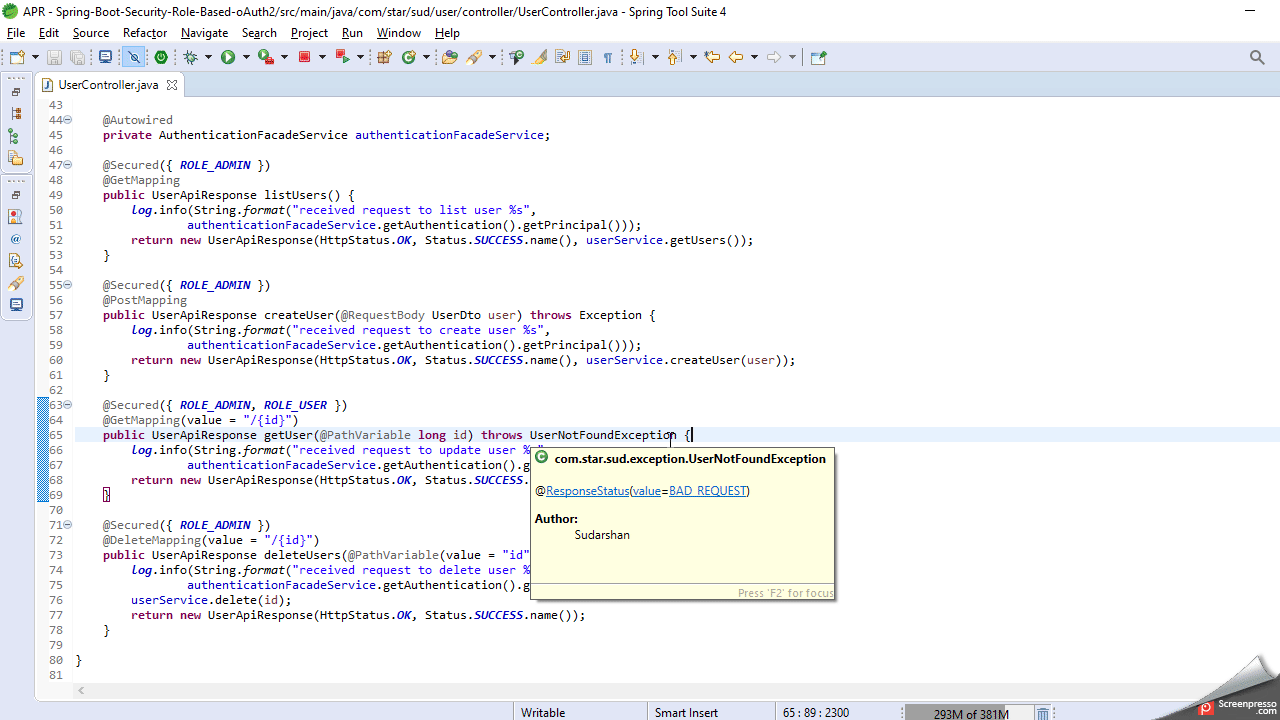 APR - Spring-Boot-Security-Role-Based-oAuth2/src/main/java/com/star/sud/user/controller/UserController.java - Spring Tool Suite 4
File Edit Source Refactor Navigate Search Project Run Window Help
UserController.java
43
44 @Autowired
45 private AuthenticationFacadeService authenticationFacadeService;
46
47 @Secured({ ROLE_ADMIN })
48 @GetMapping
49 public UserApiResponse listUsers() {
50 log.info(String.format("received request to list user %s",
51 authenticationFacadeService.getAuthentication().getPrincipal()));
52 return new UserApiResponse(HttpStatus.OK, Status.SUCCESS.name(), userService.getUsers());
53 }
54
55 @Secured({ ROLE_ADMIN })
56 @PostMapping
57 public UserApiResponse createUser(@RequestBody UserDto user) throws Exception {
58 log.info(String.format("received request to create user %s",
59 authenticationFacadeService.getAuthentication().getPrincipal()));
60 return new UserApiResponse(HttpStatus.OK, Status.SUCCESS.name(), userService.createUser(user));
61 }
62
63 @Secured({ ROLE_ADMIN, ROLE_USER })
64 @GetMapping(value = "/{id}")
65 public UserApiResponse getUser(@PathVariable long id) throws UserNotFoundException {
66 log.info(String.format("received request to update user %
67 authenticationFacadeService.getAuthentication().g
68 return new UserApiResponse(HttpStatus.OK, Status.SUCCESS.
69 }
70
71 @Secured({ ROLE_ADMIN })
72 @DeleteMapping(value = "/{id}")
73 public UserApiResponse deleteUsers(@PathVariable(value = "id"
74 log.info(String.format("received request to delete user %
75 authenticationFacadeService.getAuthentication().g
76 userService.delete(id);
77 return new UserApiResponse(HttpStatus.OK, Status.SUCCESS.name());
78 }
79
80 }
81
com.star.sud.exception.UserNotFoundException
@ResponseStatus(value=BAD_REQUEST)
Author:
Sudarshan
Press 'F2' for focus
Writable Smart Insert 65 : 89 : 2300 293M of 381M
Screenpresso
.com